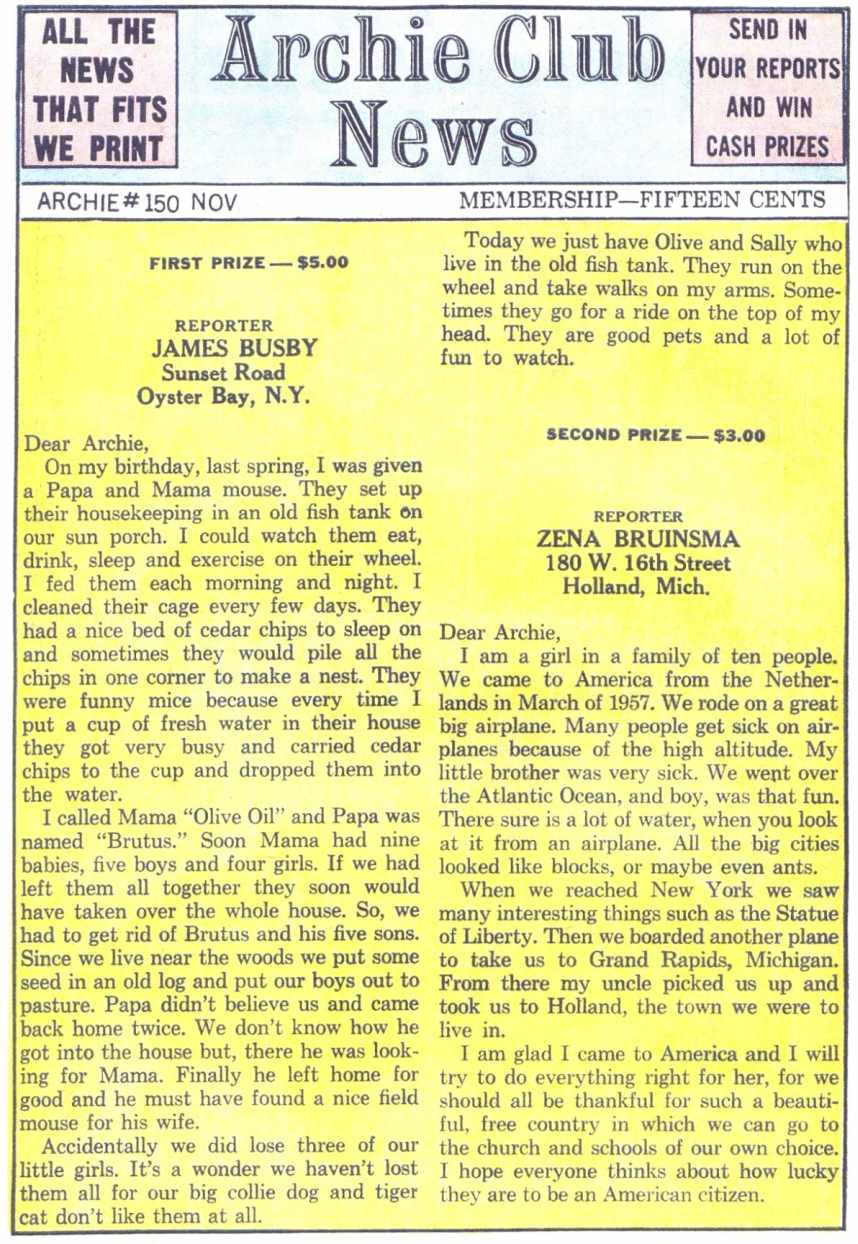 ALL THE
NEWS
THAT FITS
WE PRINT
Archie Club
News
SEND IN
YOUR REPORTS
AND WIN
CASH PRIZES
ARCHIE # 150 NOV
MEMBERSHIP—FIFTEEN CENTS
FIRST PRIZE — $5.00
REPORTER
JAMES BUSBY
Sunset Road
Oyster Bay, N.Y.
Dear Archie,
On my birthday, last spring, I was given
a Papa and Mama mouse. They set up
their housekeeping in an old fish tank on
our sun porch. I could watch them eat,
drink, sleep and exercise on their wheel.
I fed them each morning and night. I
cleaned their cage every few days. They
had a nice bed of cedar chips to sleep on
and sometimes they would pile all the
chips in one corner to make a nest. They
were funny mice because every time I
put a cup of fresh water in their house
they got very busy and carried cedar
chips to the cup and dropped them into
the water.
I called Mama “Olive Oil” and Papa was
named “Brutus.” Soon Mama had nine
babies, five boys and four girls. If we had
left them all together they soon would
have taken over the whole house. So, we
had to get rid of Brutus and his five sons.
Since we live near the woods we put some
seed in an old log and put our boys out to
pasture. Papa didn’t believe us and came
back home twice. We don’t know how he
got into the house but, there he was look-
ing for Mama. Finally he left home for
good and he must have found a nice field
mouse for his wife.
Accidentally we did lose three of our
little girls. It’s a wonder we haven’t lost
them all for our big collie dog and tiger
cat don’t like them at all.
Today we just have Olive and Sally who
live in the old fish tank. They run on the
wheel and take walks on my arms. Some-
times they go for a ride on the top of my
head. They are good pets and a lot of
fun to watch.
SECOND PRIZE — $3.00
REPORTER
ZENA BRUINSMA
180 W. 16th Street
Holland, Mich.
Dear Archie,
I am a girl in a family of ten people.
We came to America from the Nether-
lands in March of 1957. We rode on a great
big airplane. Many people get sick on air-
planes because of the high altitude. My
little brother was very sick. We went over
the Atlantic Ocean, and boy, was that fun.
There sure is a lot of water, when you look
at it from an airplane. All the big cities
looked like blocks, or maybe even ants.
When we reached New York we saw
many interesting things such as the Statue
of Liberty. Then we boarded another plane
to take us to Grand Rapids, Michigan.
From there my uncle picked us up and
took us to Holland, the town we were to
live in.
I am glad I came to America and I will
try to do everything right for her, for we
should all be thankful for such a beauti-
ful, free country in which we can go to
the church and schools of our own choice.
I hope everyone thinks about how lucky
they are to be an American citizen.